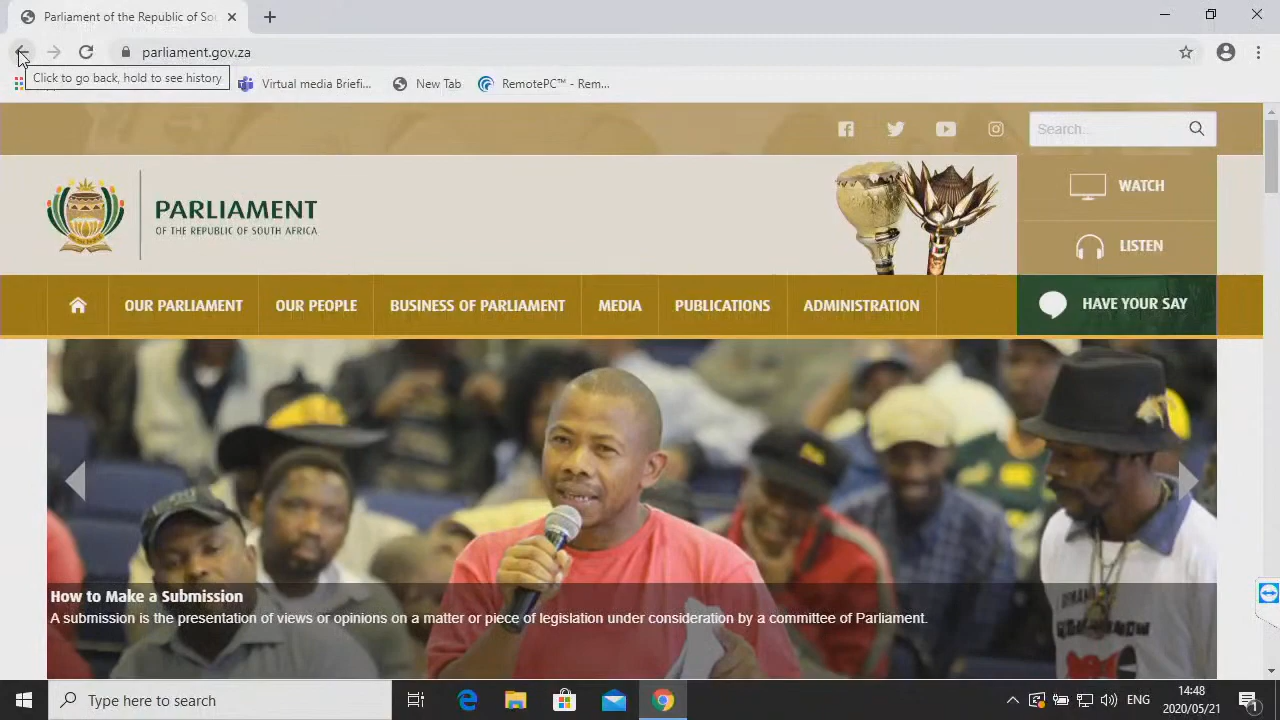 Parliament of the Republic of Sou
parliament.gov.za
Click to go back, hold to see history
Virtual media Briefi...
New Tab
RemotePC™ - Rem...
Search...
WATCH
LISTEN
PARLIAMENT
OF THE REPUBLIC OF SOUTH AFRICA
OUR PARLIAMENT
OUR PEOPLE
BUSINESS OF PARLIAMENT
MEDIA
PUBLICATIONS
ADMINISTRATION
HAVE YOUR SAY
How to Make a Submission
A submission is the presentation of views or opinions on a matter or piece of legislation under consideration by a committee of Parliament.
Type here to search
ENG
14:48
2020/05/21
1